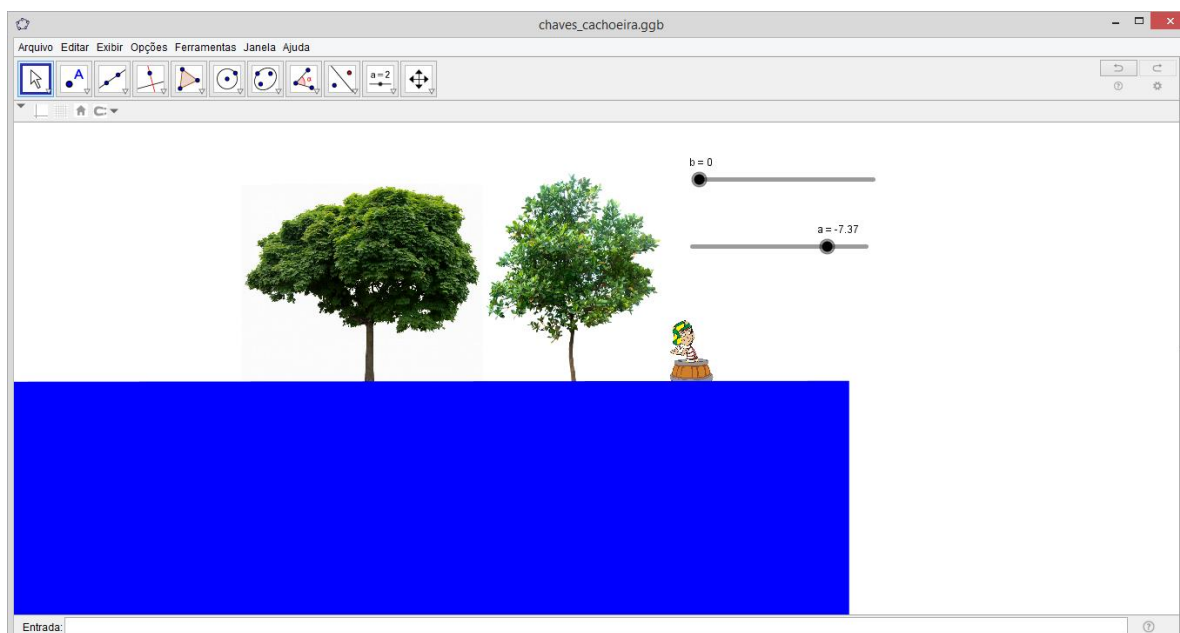 chaves_cachoeira.ggb
Arquivo Editar Exibir Opções Ferramentas Janela Ajuda
A
α
a = 2
b = 0
a = -7.37
Entrada: